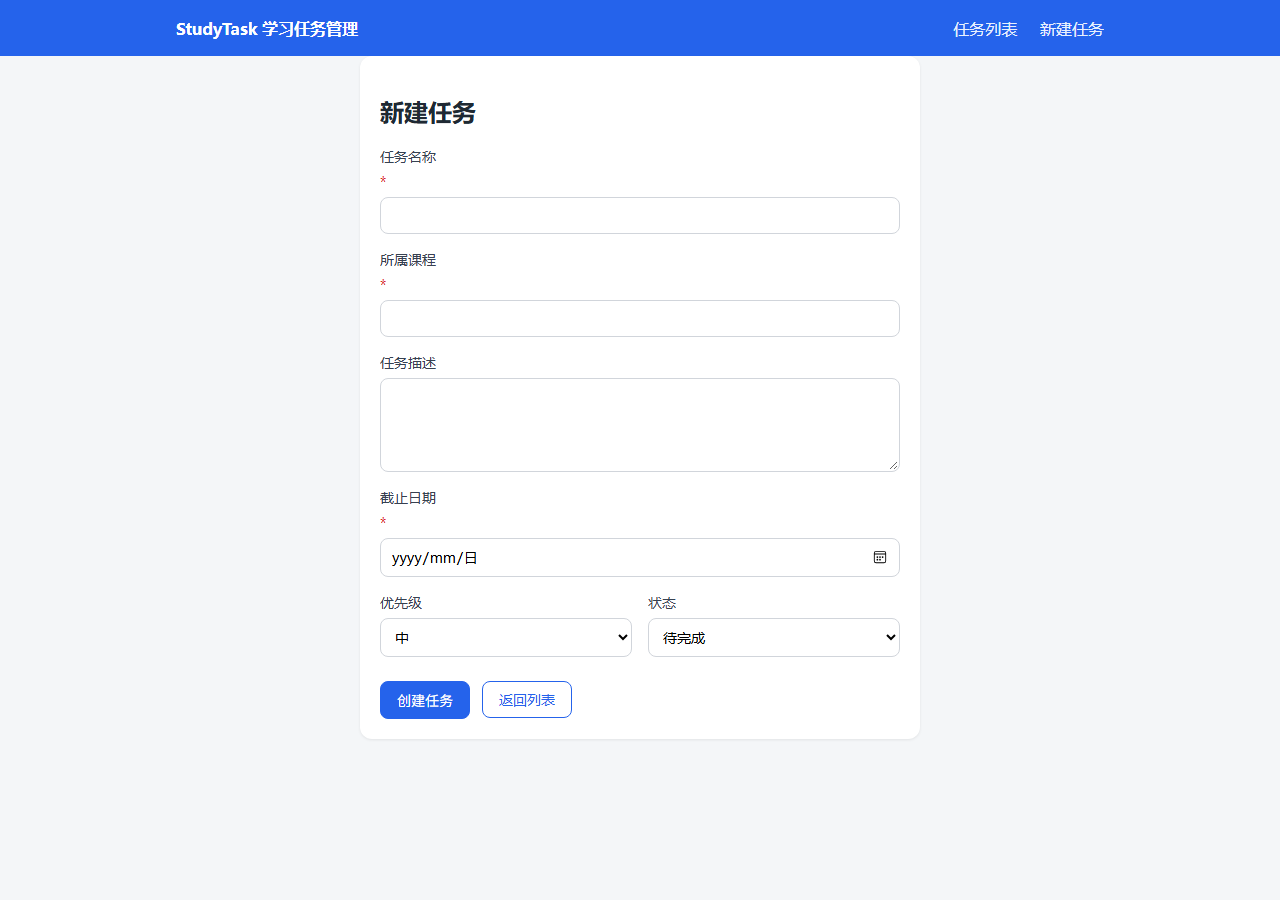 StudyTask 学习任务管理 任务列表 新建任务
新建任务
任务名称
*
所属课程
*
任务描述
截止日期
*
yyyy/mm/日
优先级 状态
中 待完成
创建任务 返回列表